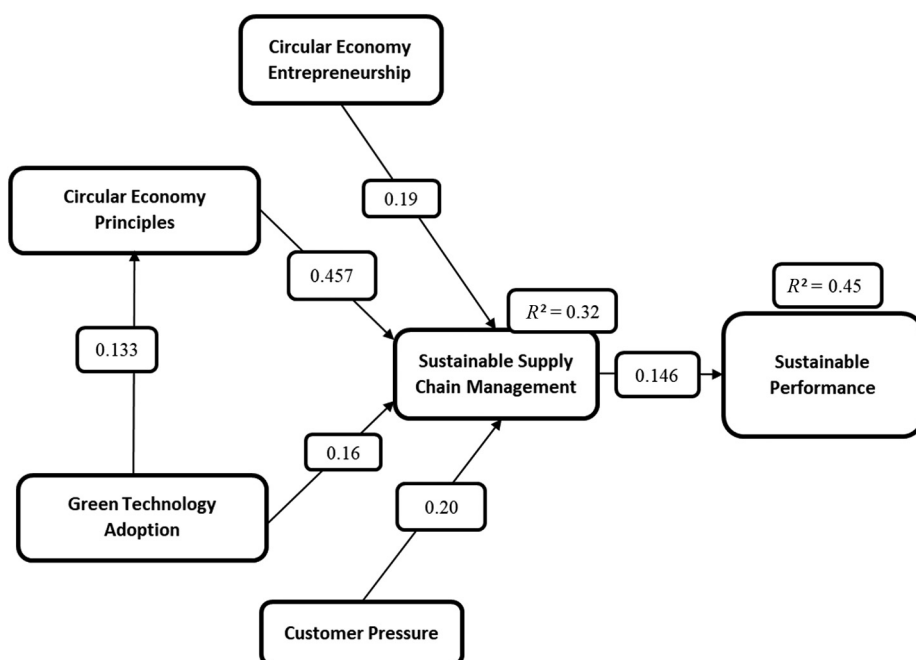 Circular Economy
Entrepreneurship
Circular Economy
Principles
0.19
0.457
R² = 0.32
R² = 0.45
0.133
Sustainable Supply
Chain Management
0.146
Sustainable
Performance
0.16
Green Technology
Adoption
0.20
Customer Pressure